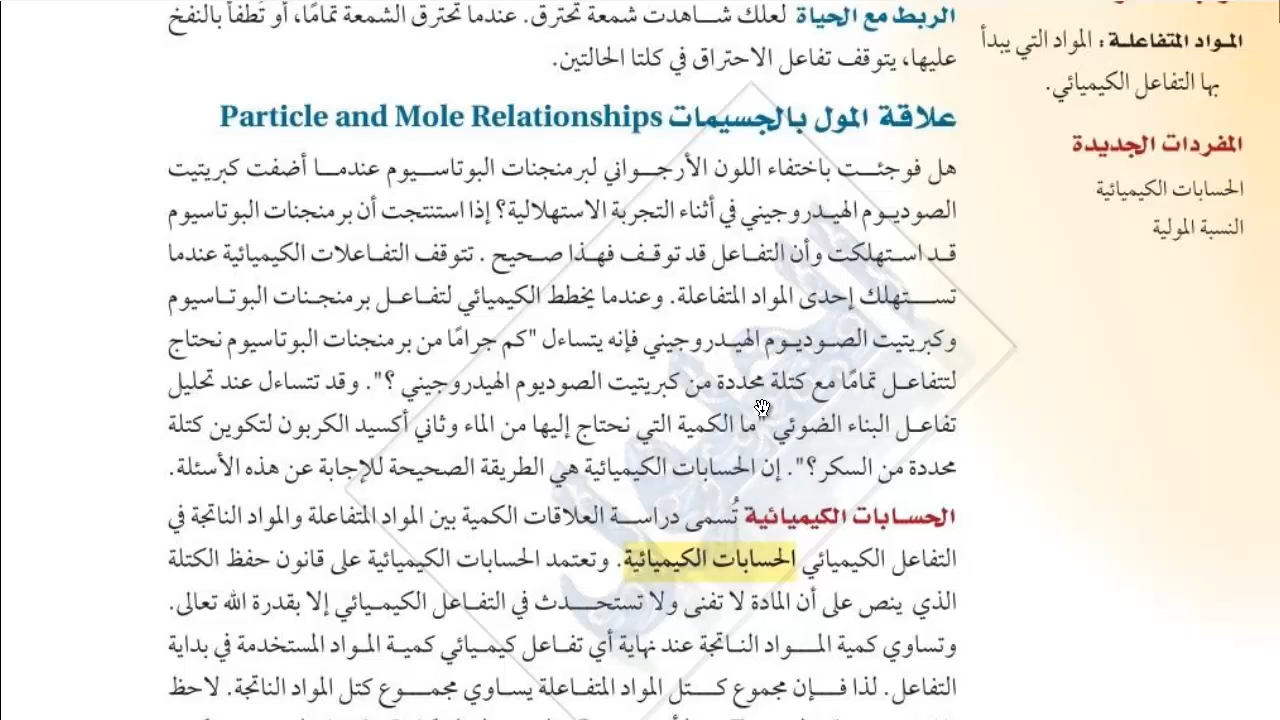 الربط مع الحياة لعلك شاهدت شمعة تحترق. عندما تحترق الشمعة تمامًا، أو تُطفأ بالنفخ
عليها، يتوقف تفاعل الاحتراق في كلتا الحالتين.
علاقة المول بالجسيمات Particle and Mole Relationships
هل فوجئت باختفاء اللون الأرجواني لبرمنجنات البوتاسيوم عندما أضفت كبريتيت
الصوديوم الهيدروجيني في أثناء التجربة الاستهلالية؟ إذا استنتجت أن برمنجنات البوتاسيوم
قد استهلكت وأن التفاعل قد توقف فهذا صحيح . تتوقف التفاعلات الكيميائية عندما
تستهلك إحدى المواد المتفاعلة. وعندما يخطط الكيميائي لتفاعل برمنجنات البوتاسيوم
وكبريتيت الصوديوم الهيدروجيني فإنه يتساءل "كم جرامًا من برمنجنات البوتاسيوم نحتاج
لتتفاعل تمامًا مع كتلة محددة من كبريتيت الصوديوم الهيدروجيني ؟". وقد تتساءل عند تحليل
تفاعل البناء الضوئي "ما الكمية التي نحتاج إليها من الماء وثاني أكسيد الكربون لتكوين كتلة
محددة من السكر؟". إن الحسابات الكيميائية هي الطريقة الصحيحة للإجابة عن هذه الأسئلة.
الحسابات الكيميائية تُسمى دراسة العلاقات الكمية بين المواد المتفاعلة والمواد الناتجة في
التفاعل الكيميائي الحسابات الكيميائية. وتعتمد الحسابات الكيميائية على قانون حفظ الكتلة
الذي ينص على أن المادة لا تفنى ولا تستحدث في التفاعل الكيميائي إلا بقدرة الله تعالى.
وتساوي كمية المواد الناتجة عند نهاية أي تفاعل كيميائي كمية المواد المستخدمة في بداية
التفاعل. لذا فإن مجموع كتل المواد المتفاعلة يساوي مجموع كتل المواد الناتجة. لاحظ
المواد المتفاعلة : المواد التي يبدأ
بها التفاعل الكيميائي.
المفردات الجديدة
الحسابات الكيميائية
النسبة المولية